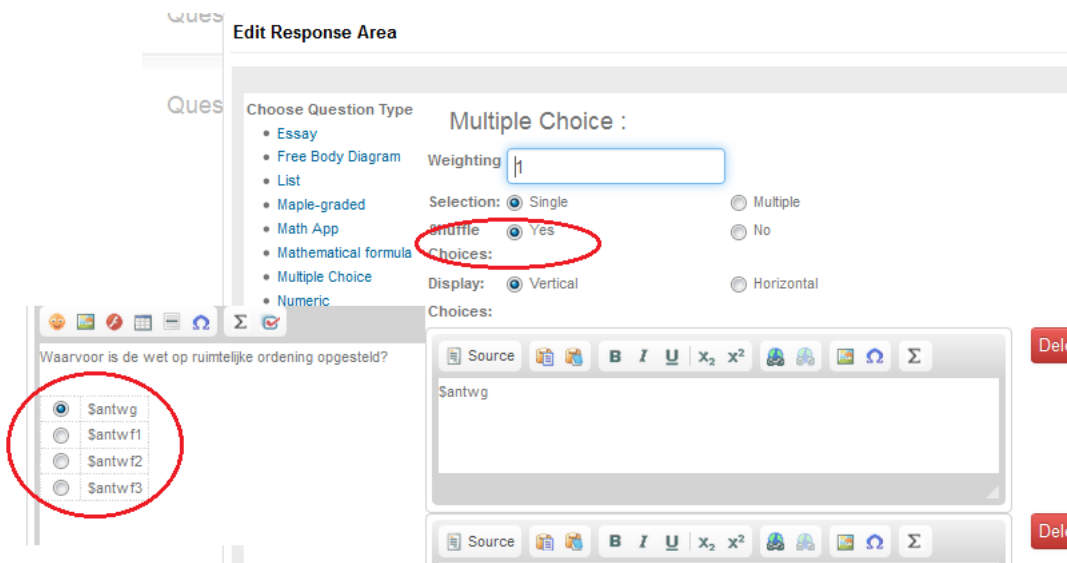 Ques
Edit Response Area
Ques
Choose Question Type
Essay
Free Body Diagram
List
Maple-graded
Math App
Mathematical formula
Multiple Choice
Numeric
Multiple Choice :
Weighting 1
Selection: Single Multiple
Shuffle Choices: Yes No
Display: Vertical Horizontal
Choices:
Source B I U x₂ x² Ω Σ
$antwg
Dele
Source B I U x₂ x² Ω Σ
Dele
Ω Σ
Waarvoor is de wet op ruimtelijke ordening opgesteld?
$antwg
$antwf1
$antwf2
$antwf3